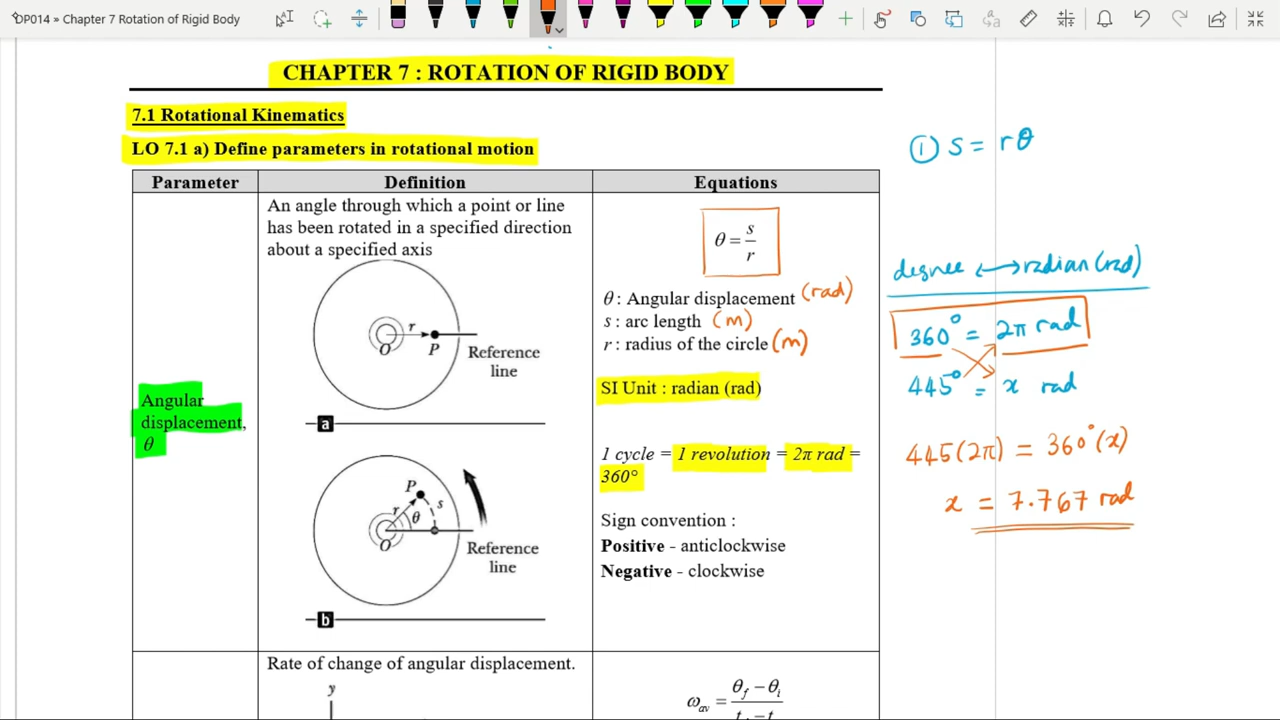 DP014 » Chapter 7 Rotation of Rigid Body
CHAPTER 7 : ROTATION OF RIGID BODY
7.1 Rotational Kinematics
LO 7.1 a) Define parameters in rotational motion
Parameter
Definition
Equations
Angular
displacement,
θ
An angle through which a point or line
has been rotated in a specified direction
about a specified axis
r
O
P
Reference
line
a
P
r
s
θ
O
Reference
line
b
θ = s/r
θ : Angular displacement (rad)
s : arc length (m)
r : radius of the circle (m)
SI Unit : radian (rad)
1 cycle = 1 revolution = 2π rad =
360°
Sign convention :
Positive - anticlockwise
Negative - clockwise
Rate of change of angular displacement.
y
ω_av = θ_f − θ_i
① s = rθ
degree ⟷ radian (rad)
360° = 2π rad
445° = x rad
445(2π) = 360°(x)
x = 7.767 rad